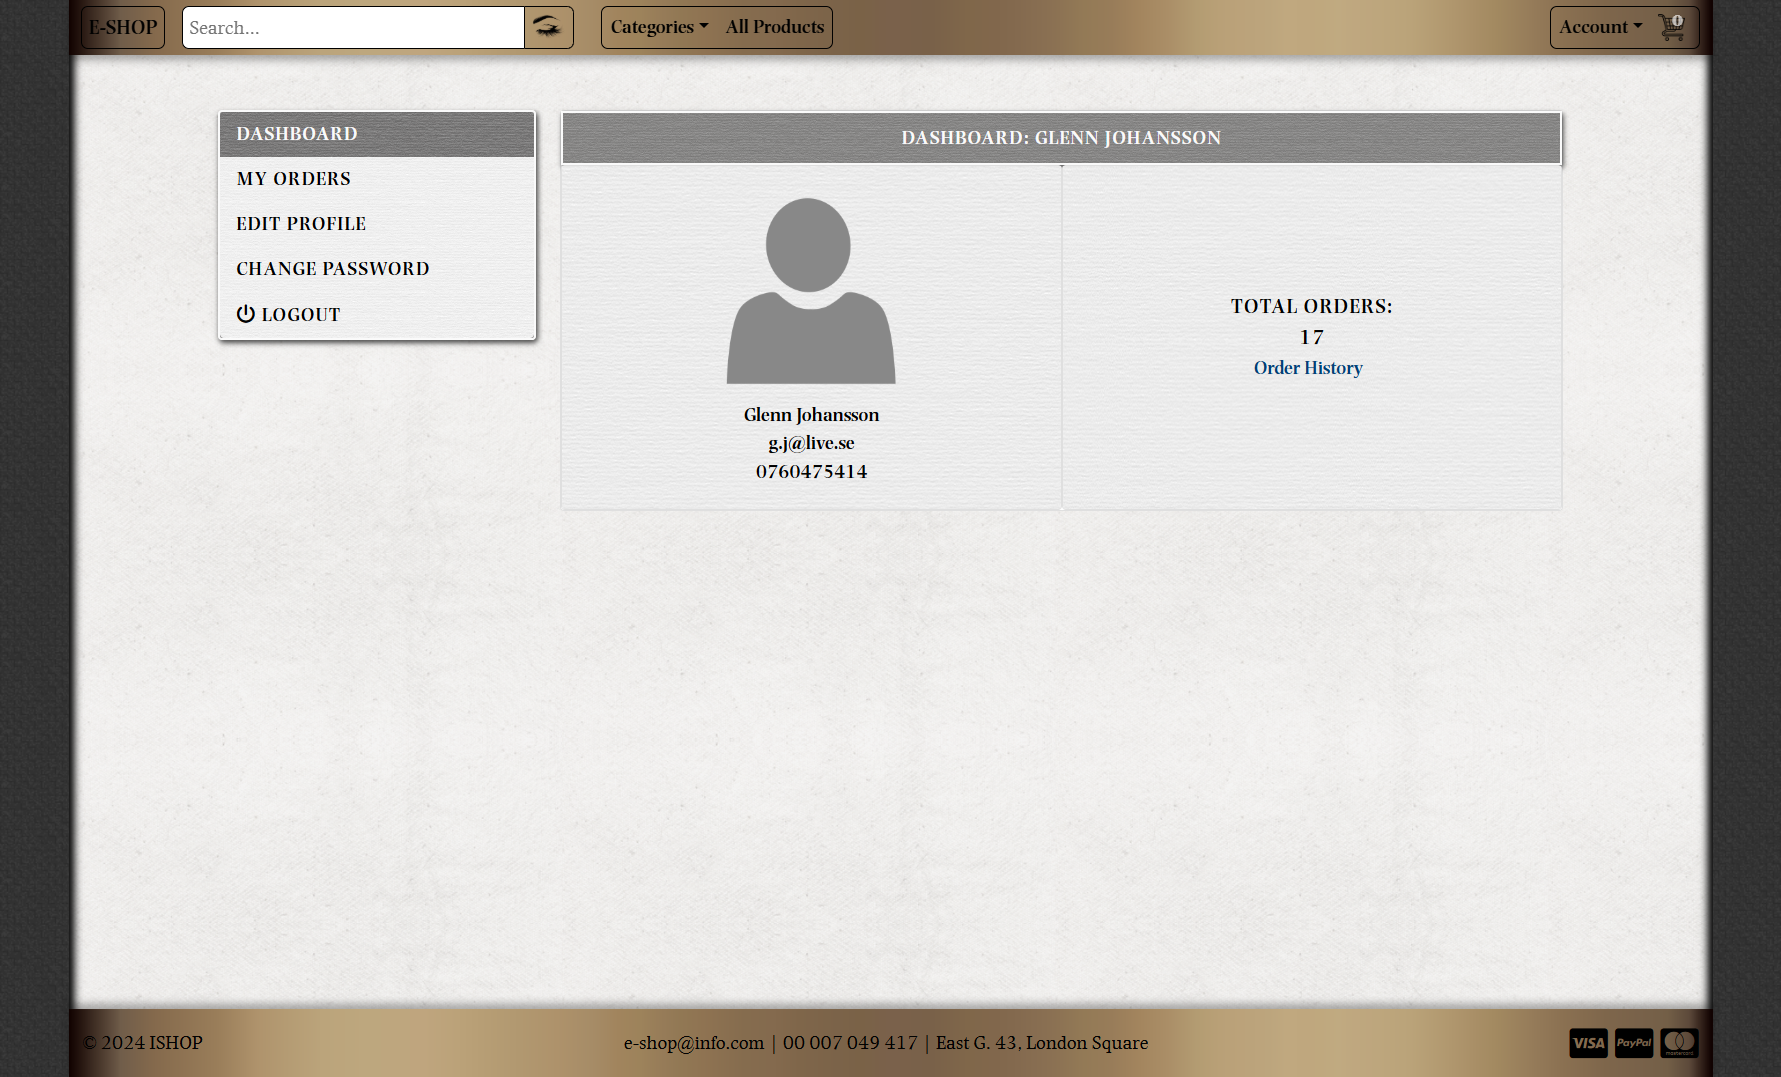 E-SHOP
Search...
Categories
All Products
Account
DASHBOARD
MY ORDERS
EDIT PROFILE
CHANGE PASSWORD
LOGOUT
DASHBOARD: GLENN JOHANSSON
Glenn Johansson
g.j@live.se
0760475414
TOTAL ORDERS:
17
Order History
© 2024 ISHOP
e-shop@info.com | 00 007 049 417 | East G. 43, London Square
VISA
PayPal
mastercard